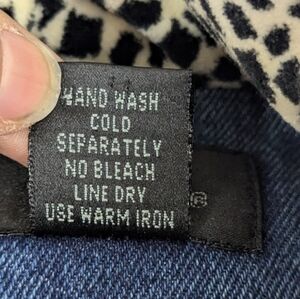 HAND WASH
COLD
SEPARATELY
NO BLEACH
LINE DRY
USE WARM IRON
®